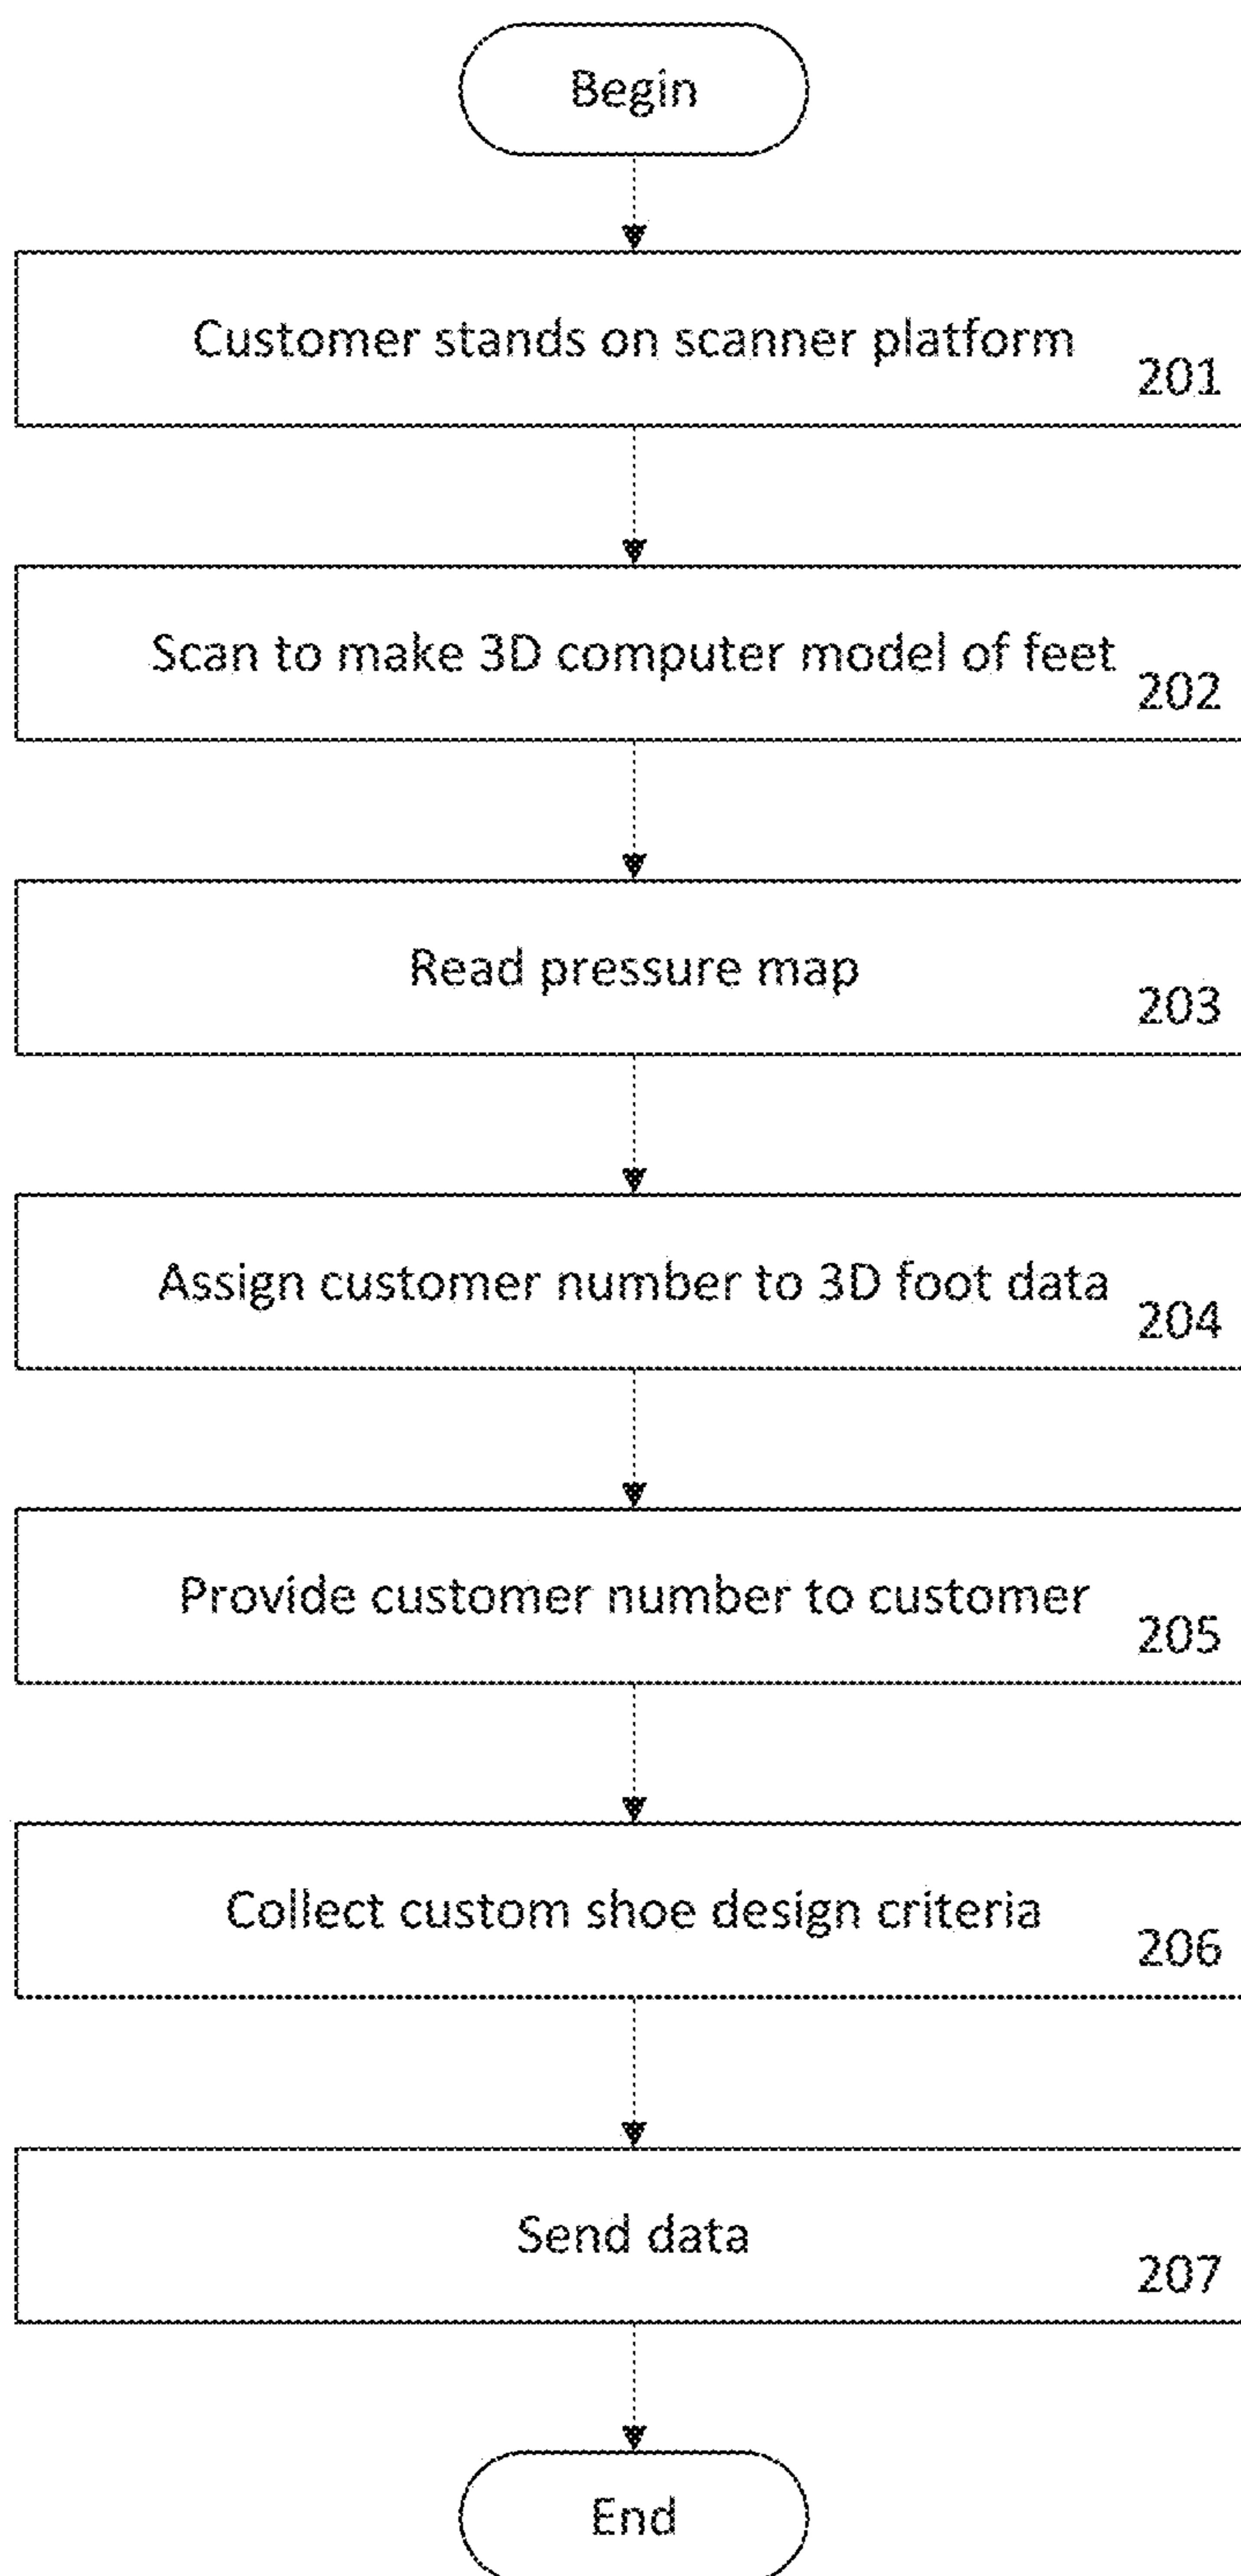 Begin
Customer stands on scanner platform
201
Scan to make 3D computer model of feet
202
Read pressure map
203
Assign customer number to 3D foot data
204
Provide customer number to customer
205
Collect custom shoe design criteria
206
Send data
207
End